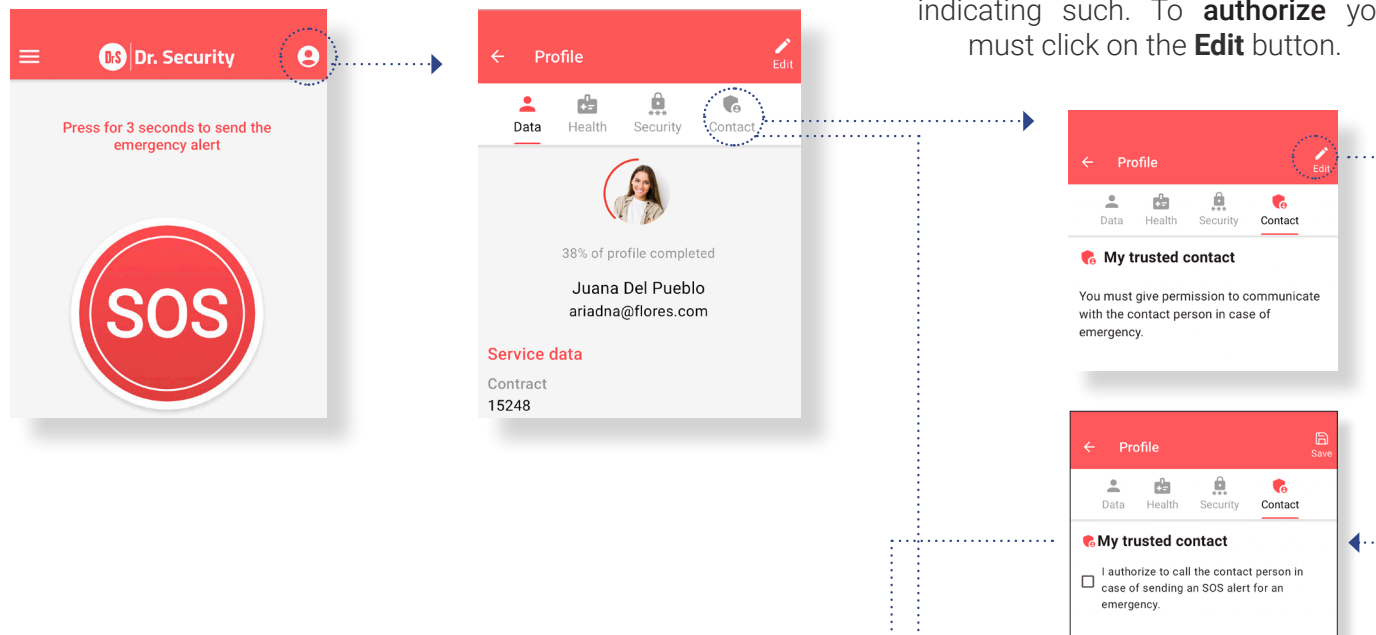 DrS Dr. Security
Press for 3 seconds to send the
emergency alert
SOS
Profile
Edit
Data Health Security Contact
38% of profile completed
Juana Del Pueblo
ariadna@flores.com
Service data
Contract
15248
indicating such. To authorize yo
must click on the Edit button.
Profile
Edit
Data Health Security Contact
My trusted contact
You must give permission to communicate
with the contact person in case of
emergency.
Profile
Save
Data Health Security Contact
My trusted contact
I authorize to call the contact person in
case of sending an SOS alert for an
emergency.